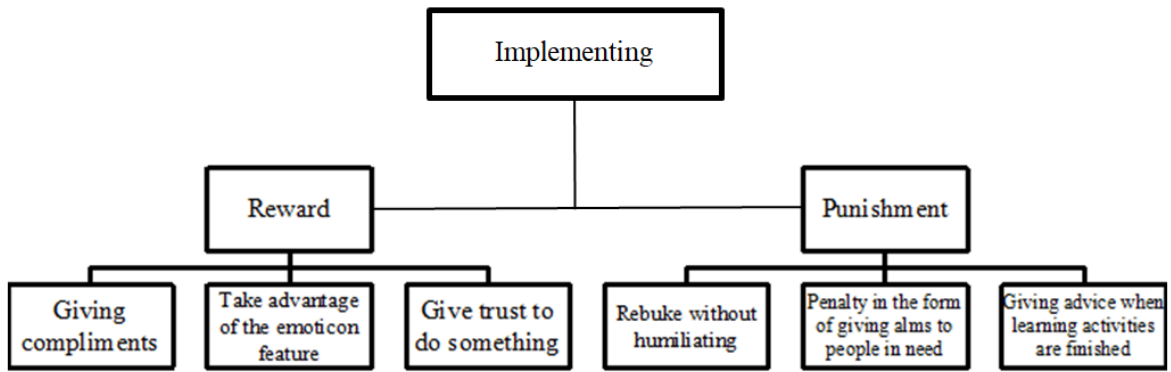 Implementing
Reward
Punishment
Giving
compliments
Take advantage
of the emoticon
feature
Give trust to
do something
Rebuke without
humiliating
Penalty in the form
of giving alms to
people in need
Giving advice when
learning activities
are finished